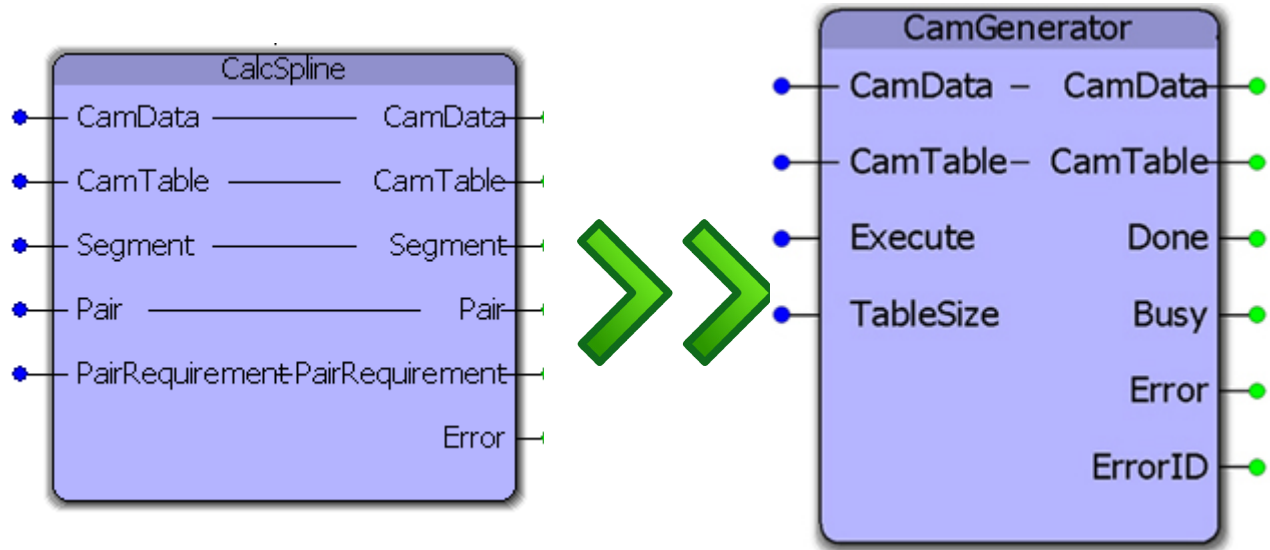 CalcSpline
CamData CamData
CamTable CamTable
Segment Segment
Pair Pair
PairRequirement PairRequirement
Error
CamGenerator
CamData CamData
CamTable CamTable
Execute Done
TableSize Busy
Error
ErrorID